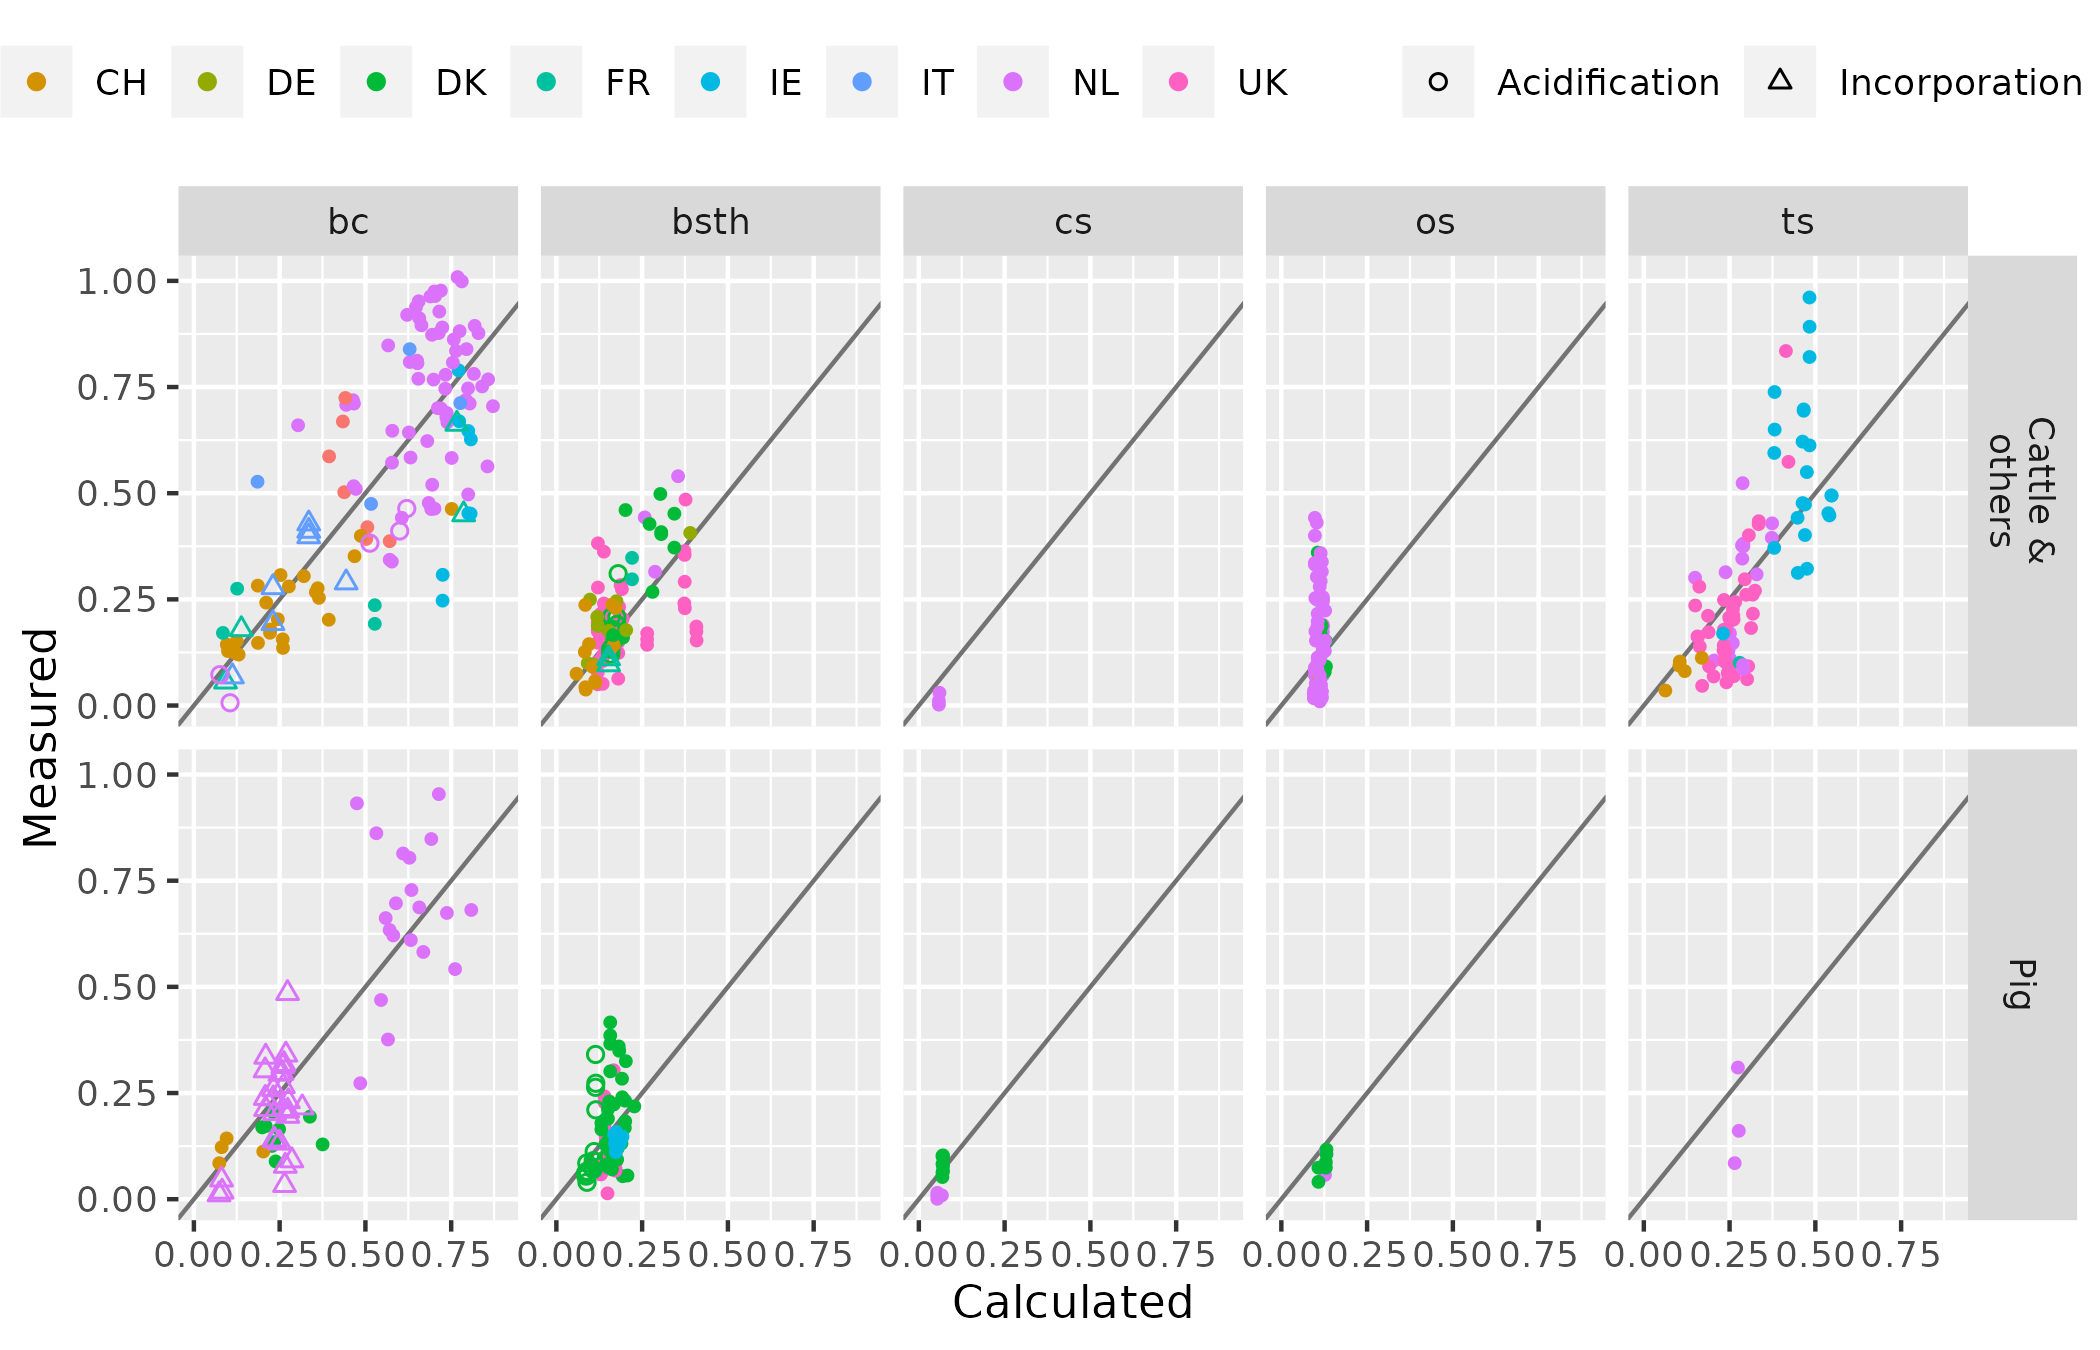 CH DE DK FR IE IT NL UK Acidification Incorporation
bc bsth cs os ts
1.00
0.75
0.50
0.25
0.00
Cattle &
others
1.00
0.75
0.50
0.25
0.00
Pig
Measured
0.00 0.25 0.50 0.75 0.00 0.25 0.50 0.75 0.00 0.25 0.50 0.75 0.00 0.25 0.50 0.75 0.00 0.25 0.50 0.75
Calculated